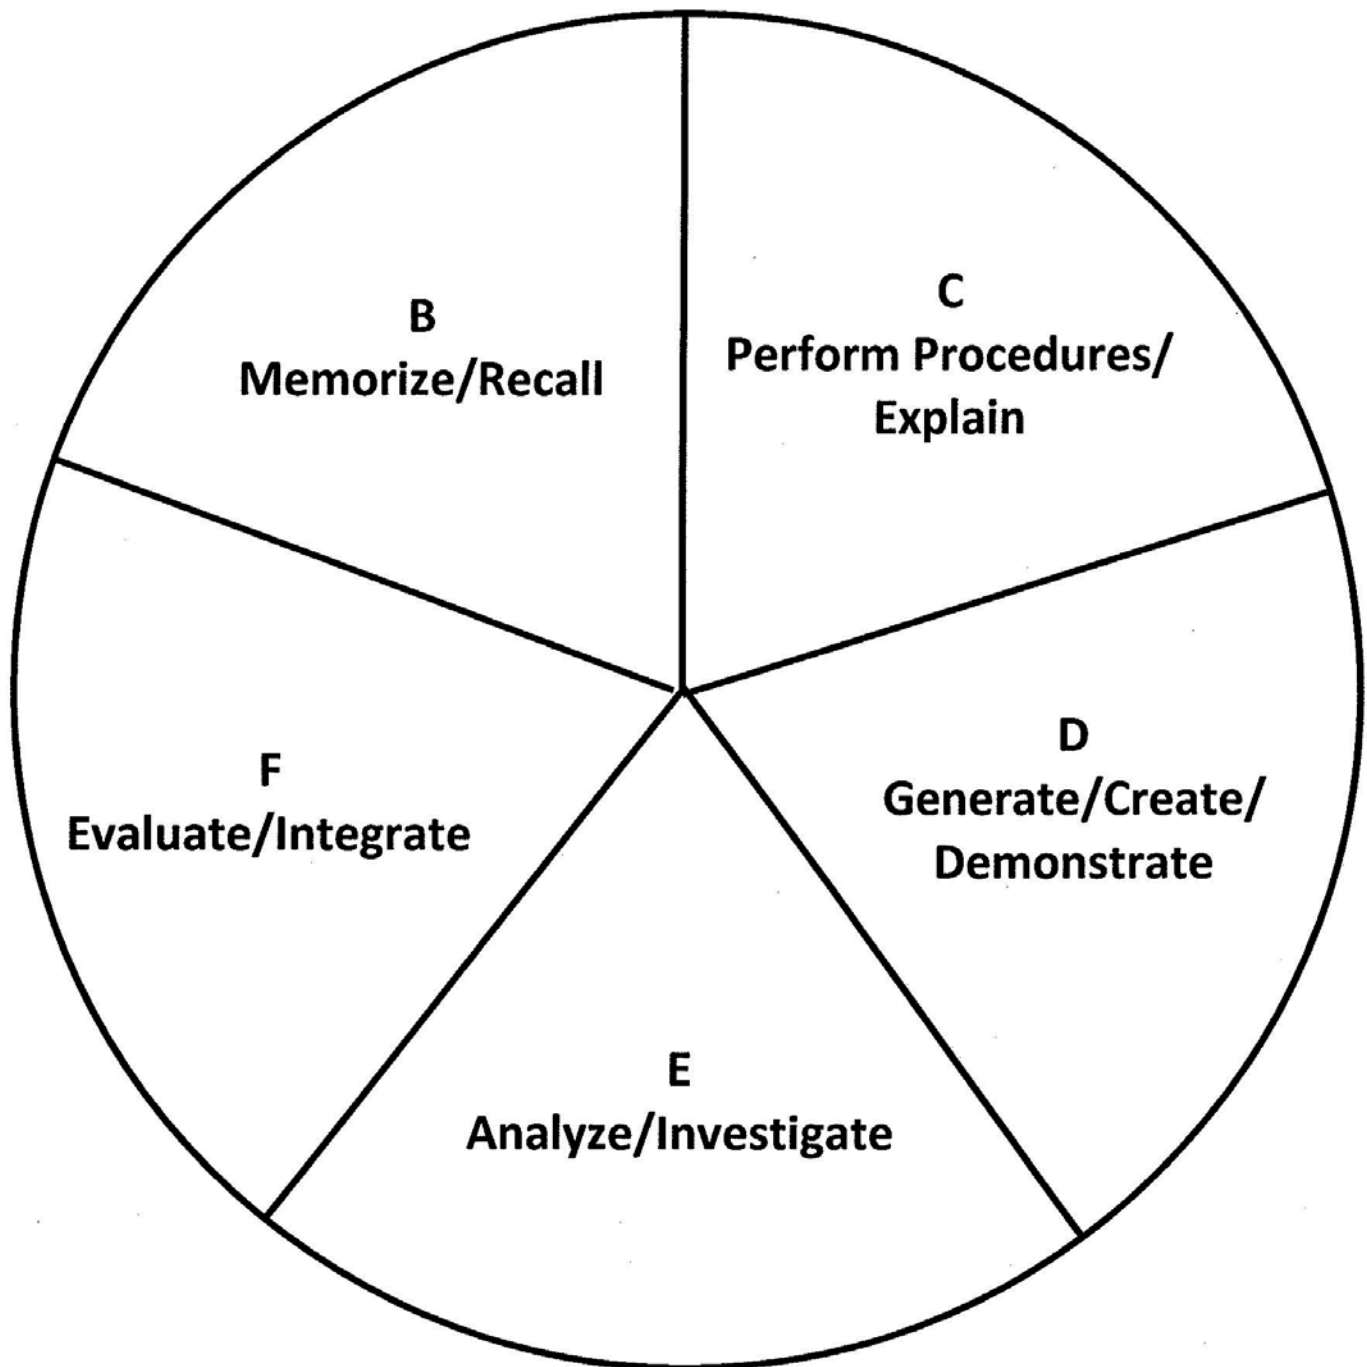 B
Memorize/Recall
C
Perform Procedures/
Explain
D
Generate/Create/
Demonstrate
E
Analyze/Investigate
F
Evaluate/Integrate